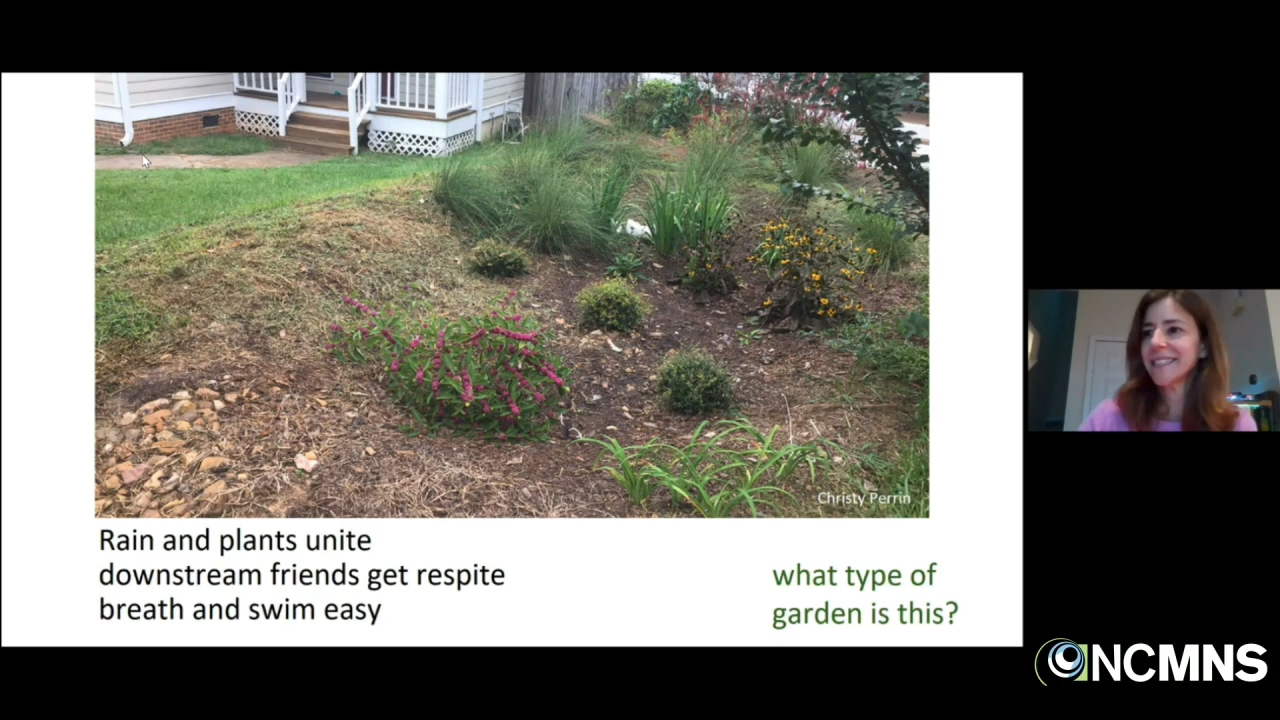 Christy Perrin
Rain and plants unite
downstream friends get respite
breath and swim easy
what type of
garden is this?
NCMNS